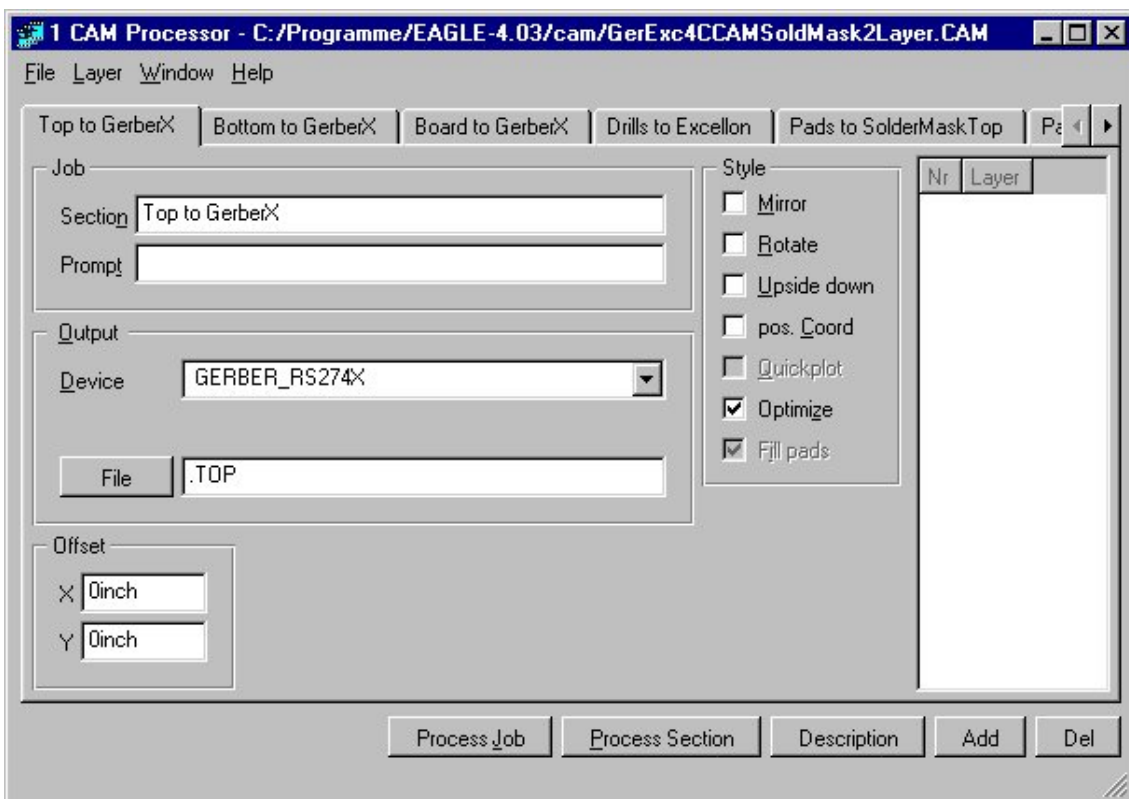 1 CAM Processor - C:/Programme/EAGLE-4.03/cam/GerExc4CCAMSoldMask2Layer.CAM
File Layer Window Help
Top to GerberX Bottom to GerberX Board to GerberX Drills to Excellon Pads to SolderMaskTop Pa
Job
Section Top to GerberX
Prompt
Output
Device GERBER_RS274X
File .TOP
Offset
X 0inch
Y 0inch
Style
Mirror
Rotate
Upside down
pos. Coord
Quickplot
Optimize
Fill pads
Nr Layer
Process Job Process Section Description Add Del